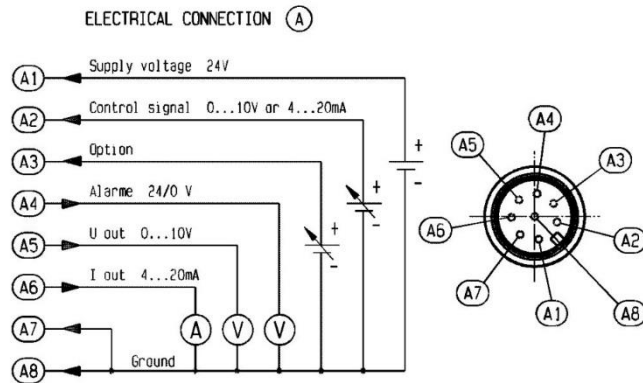 ELECTRICAL CONNECTION A
A1 Supply voltage 24V
A2 Control signal 0...10V or 4...20mA
A3 Option
A4 Alarme 24/0 V
A5 U out 0...10V
A6 I out 4...20mA
A7
A8 Ground
+
-
+
-
+
-
A V V
A4
A5 A3
A6 A2
A7 A8
A1